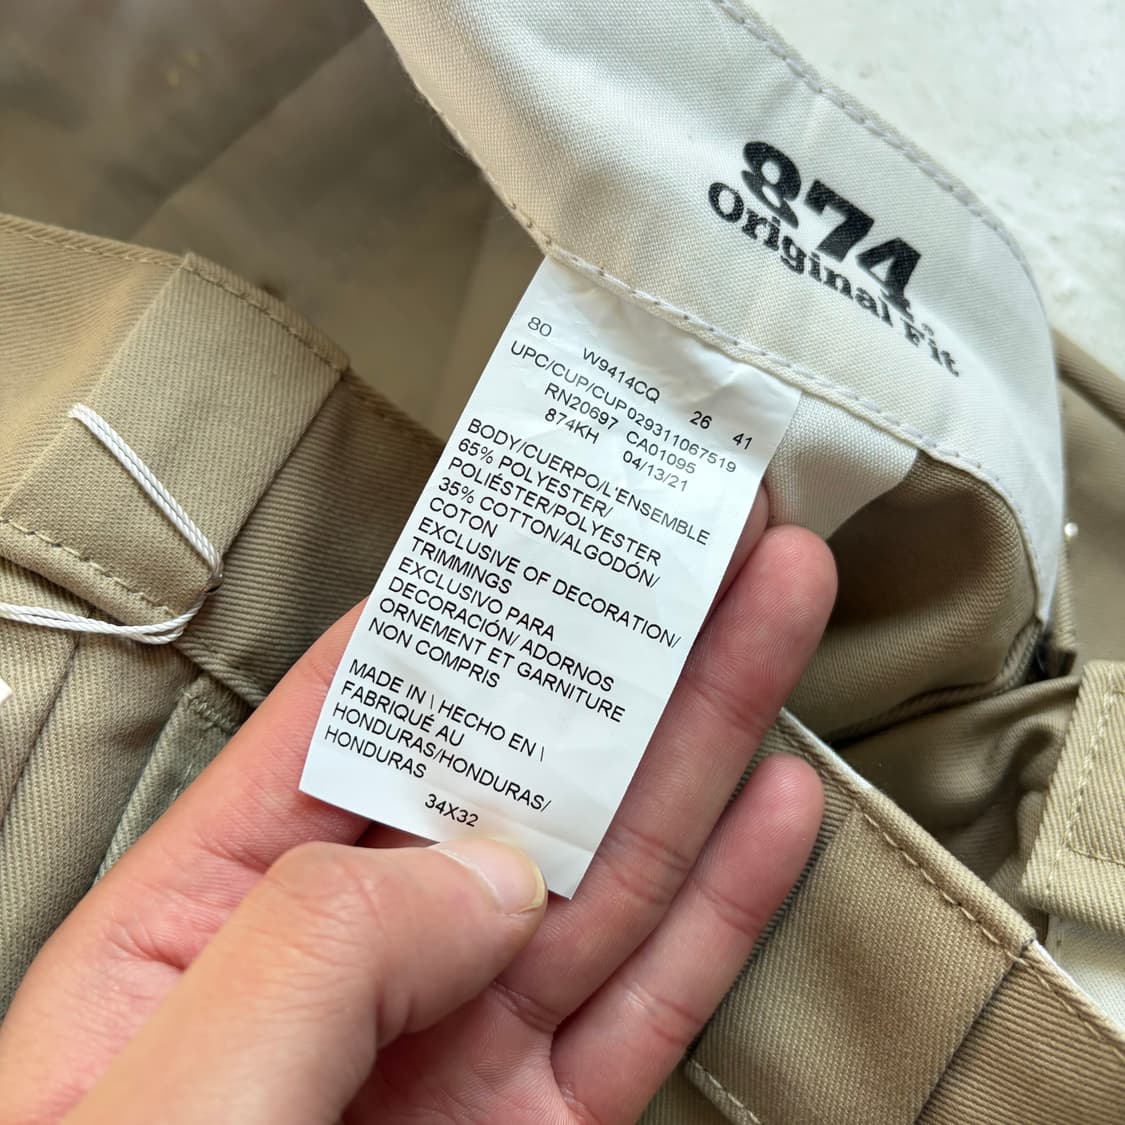 874®
Original Fit
80 W9414CQ 26 41
UPC/CUP/CUP029311067519
RN20697 CA01095
874KH 04/13/21
BODY/CUERPO/L'ENSEMBLE
65% POLYESTER/
POLIÉSTER/POLYESTER
35% COTTON/ALGODÓN/
COTON
EXCLUSIVE OF DECORATION/
TRIMMINGS
EXCLUSIVO PARA
DECORACIÓN/ ADORNOS
ORNEMENT ET GARNITURE
NON COMPRIS
MADE IN \ HECHO EN \
FABRIQUÉ AU
HONDURAS/HONDURAS/
HONDURAS
34X32